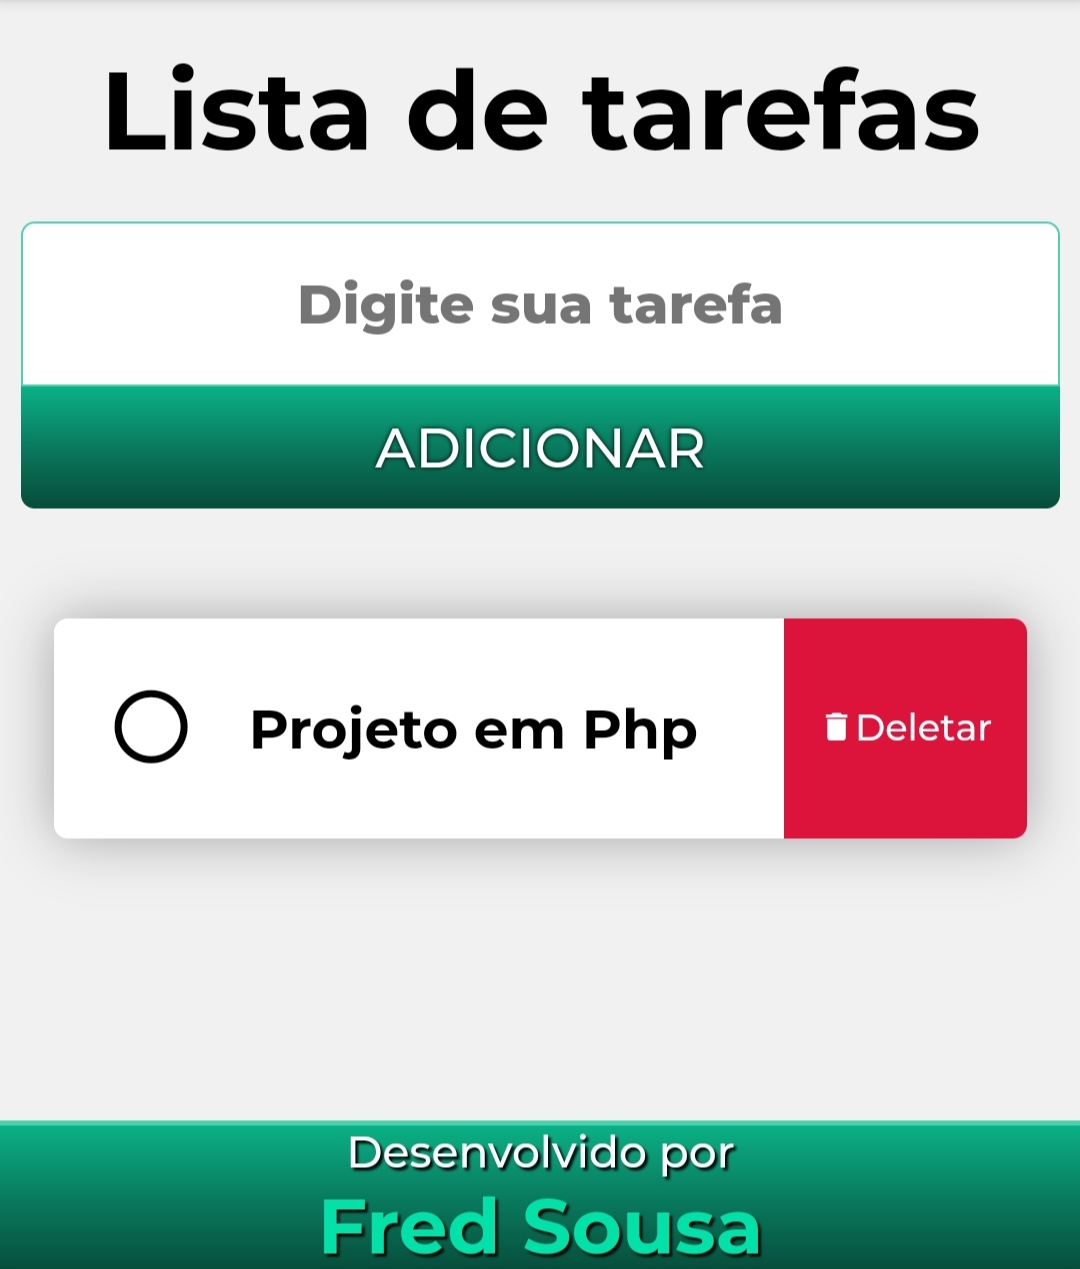 Lista de tarefas
Digite sua tarefa
ADICIONAR
Projeto em Php
Deletar
Desenvolvido por
Fred Sousa